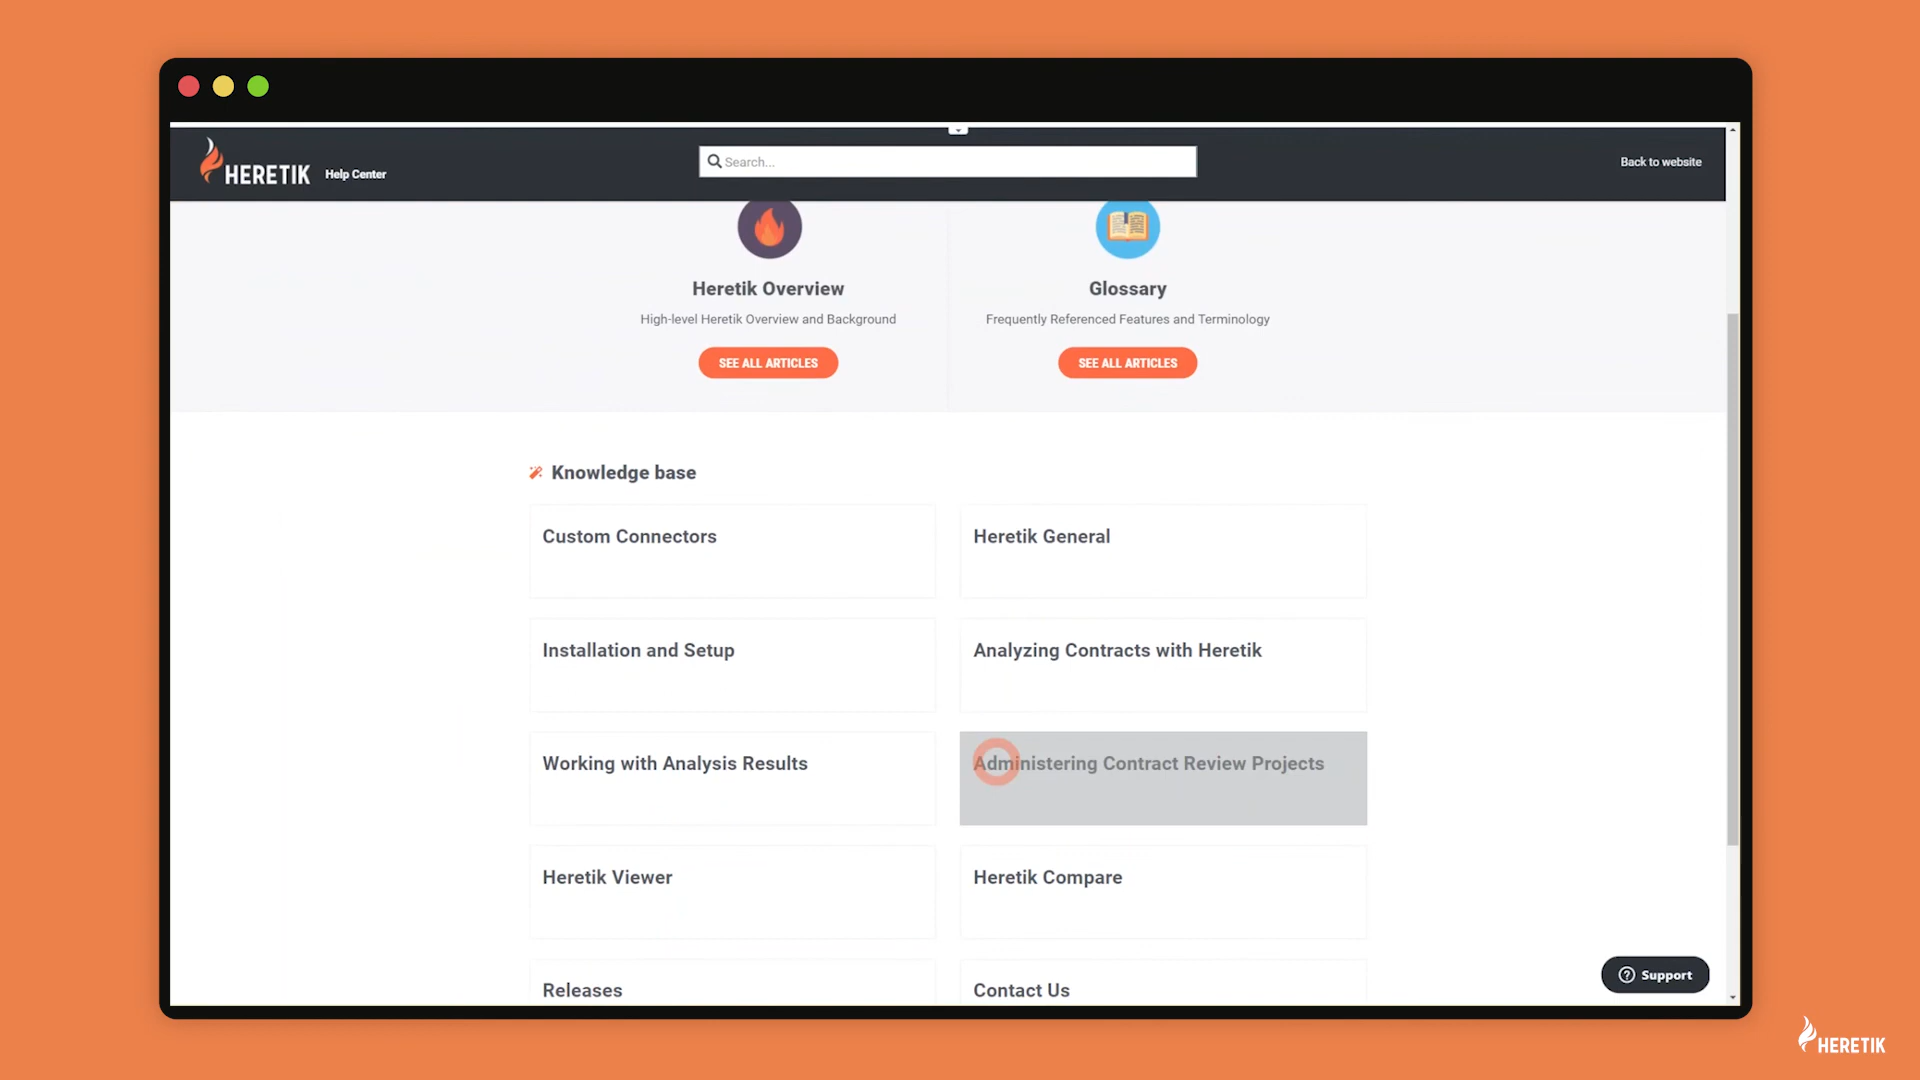 HERETIK Help Center
Search...
Back to website
Heretik Overview
High-level Heretik Overview and Background
SEE ALL ARTICLES
Glossary
Frequently Referenced Features and Terminology
SEE ALL ARTICLES
Knowledge base
Custom Connectors
Heretik General
Installation and Setup
Analyzing Contracts with Heretik
Working with Analysis Results
Administering Contract Review Projects
Heretik Viewer
Heretik Compare
Releases
Contact Us
Support
HERETIK